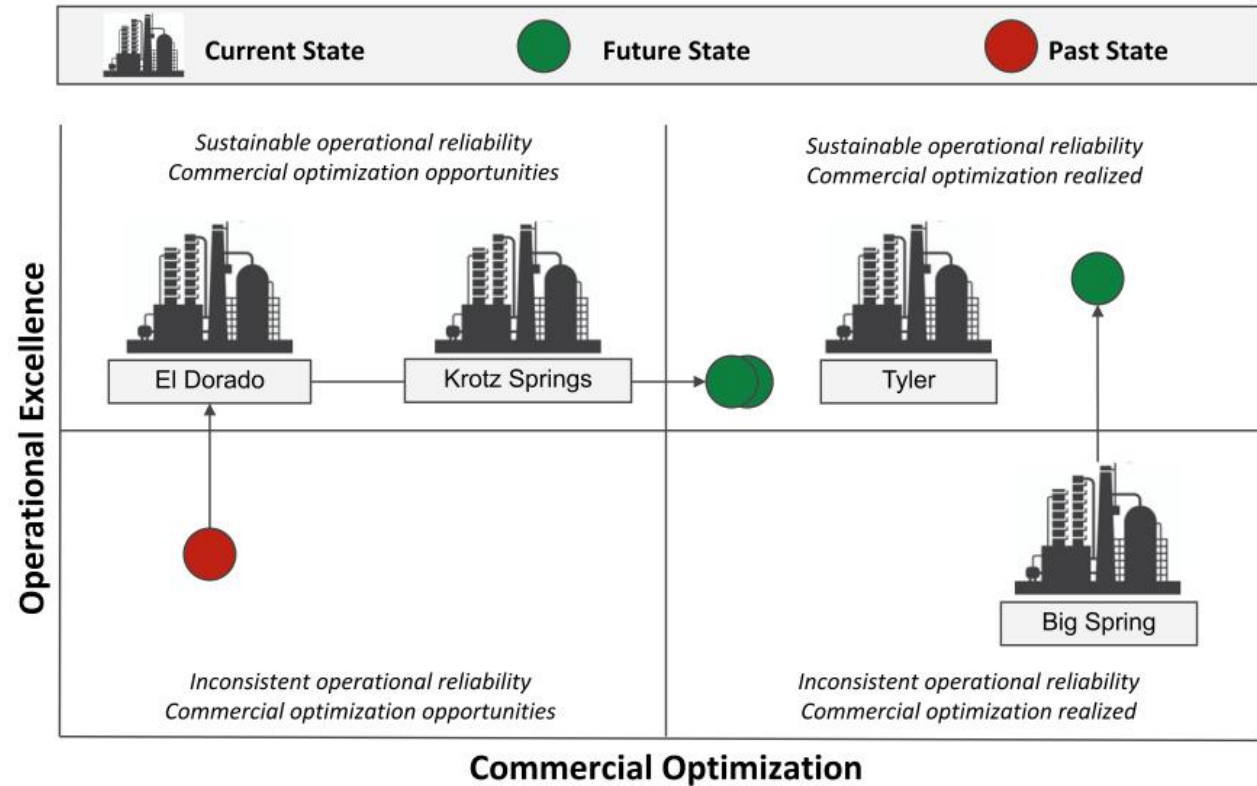 Current State
Future State
Past State
Sustainable operational reliability
Commercial optimization opportunities
Sustainable operational reliability
Commercial optimization realized
Operational Excellence
El Dorado
Krotz Springs
Tyler
Big Spring
Inconsistent operational reliability
Commercial optimization opportunities
Inconsistent operational reliability
Commercial optimization realized
Commercial Optimization